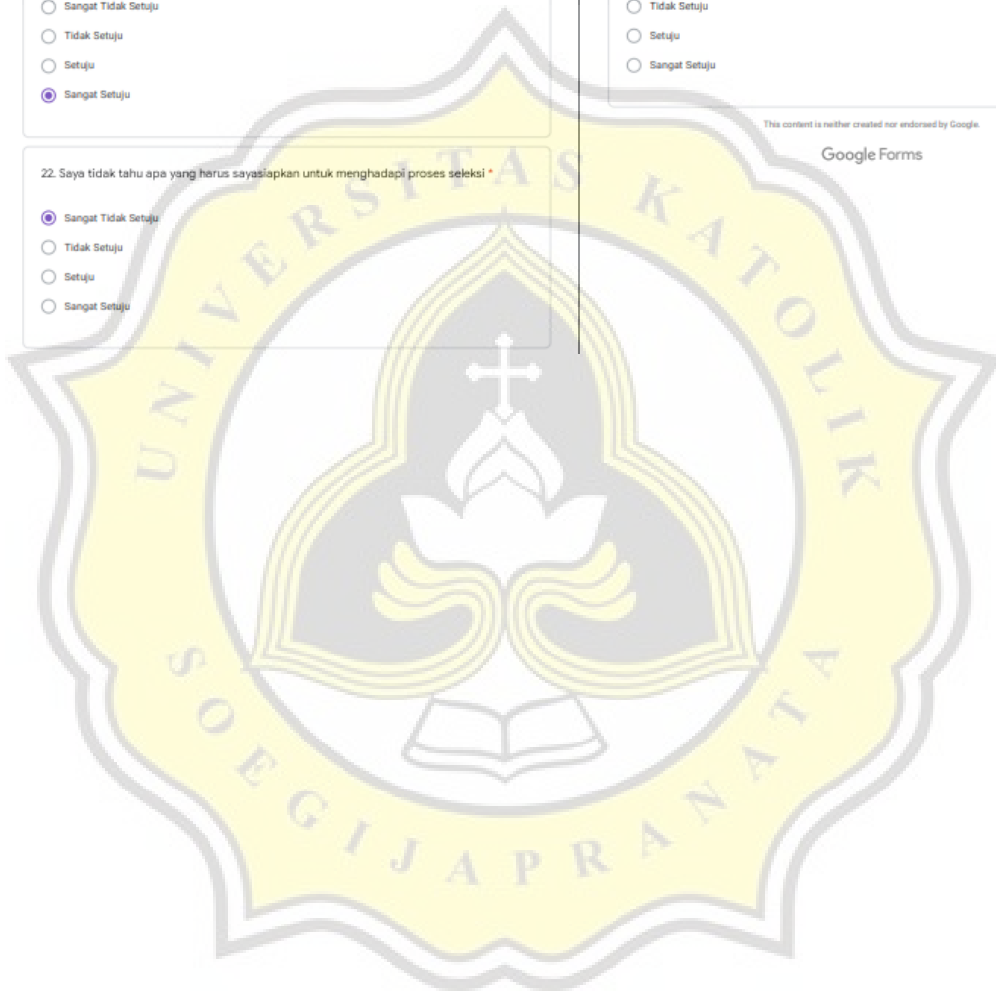 Sangat Tidak Setuju
Tidak Setuju
Setuju
Sangat Setuju
22. Saya tidak tahu apa yang harus sayasiapkan untuk menghadapi proses seleksi *
Sangat Tidak Setuju
Tidak Setuju
Setuju
Sangat Setuju
Tidak Setuju
Setuju
Sangat Setuju
This content is neither created nor endorsed by Google.
Google Forms
UNIVERSITAS KATOLIK
SOEGIJAPRANATA